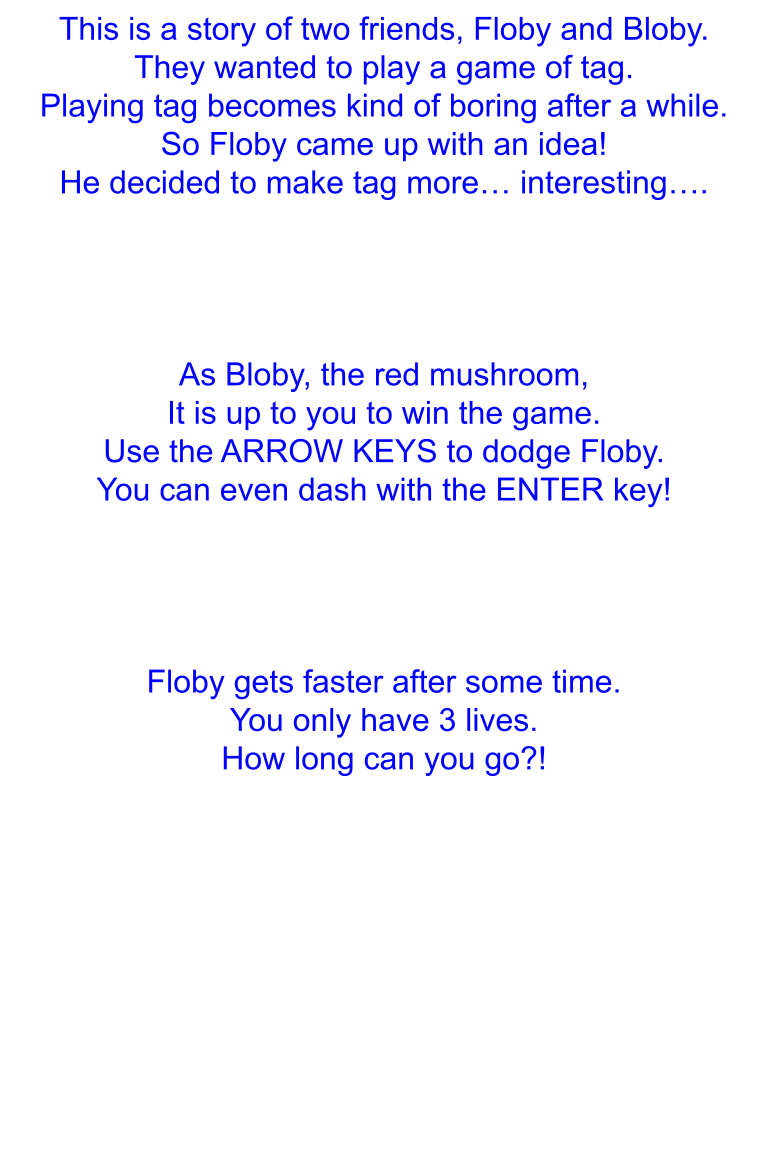 This is a story of two friends, Floby and Bloby.
They wanted to play a game of tag.
Playing tag becomes kind of boring after a while.
So Floby came up with an idea!
He decided to make tag more… interesting….
As Bloby, the red mushroom,
It is up to you to win the game.
Use the ARROW KEYS to dodge Floby.
You can even dash with the ENTER key!
Floby gets faster after some time.
You only have 3 lives.
How long can you go?!